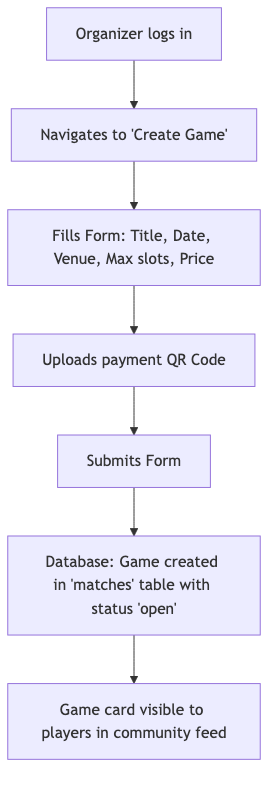 Organizer logs in
Navigates to 'Create Game'
Fills Form: Title, Date,
Venue, Max slots, Price
Uploads payment QR Code
Submits Form
Database: Game created
in 'matches' table with
status 'open'
Game card visible to
players in community feed